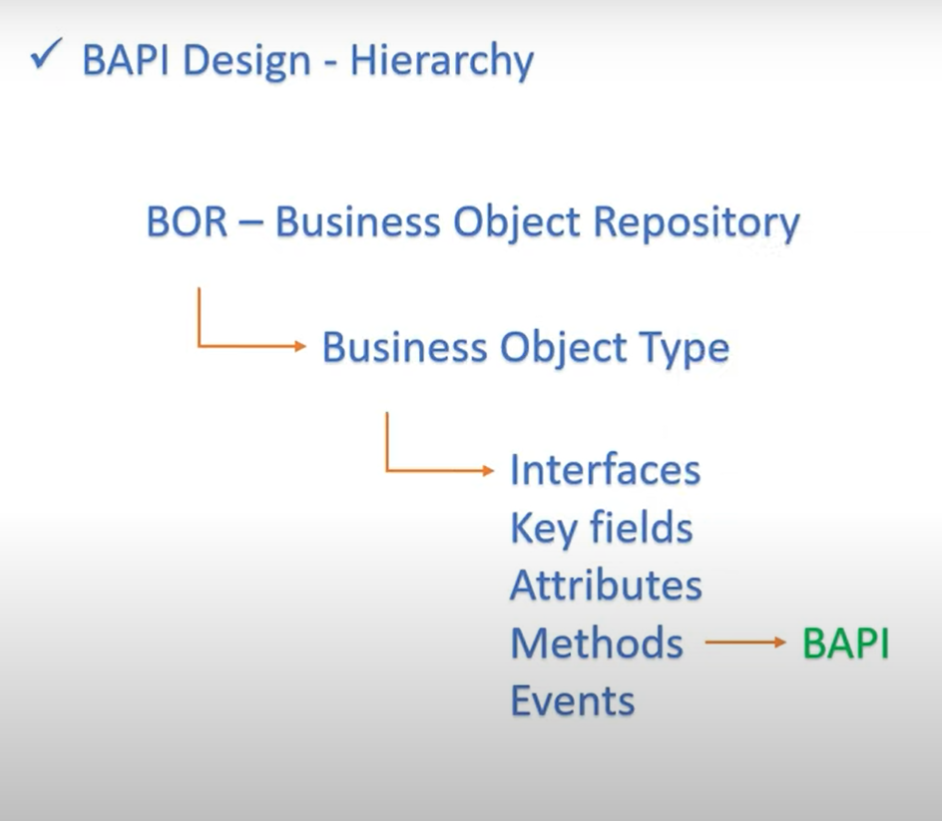 ✓ BAPI Design - Hierarchy
BOR – Business Object Repository
Business Object Type
Interfaces
Key fields
Attributes
Methods → BAPI
Events